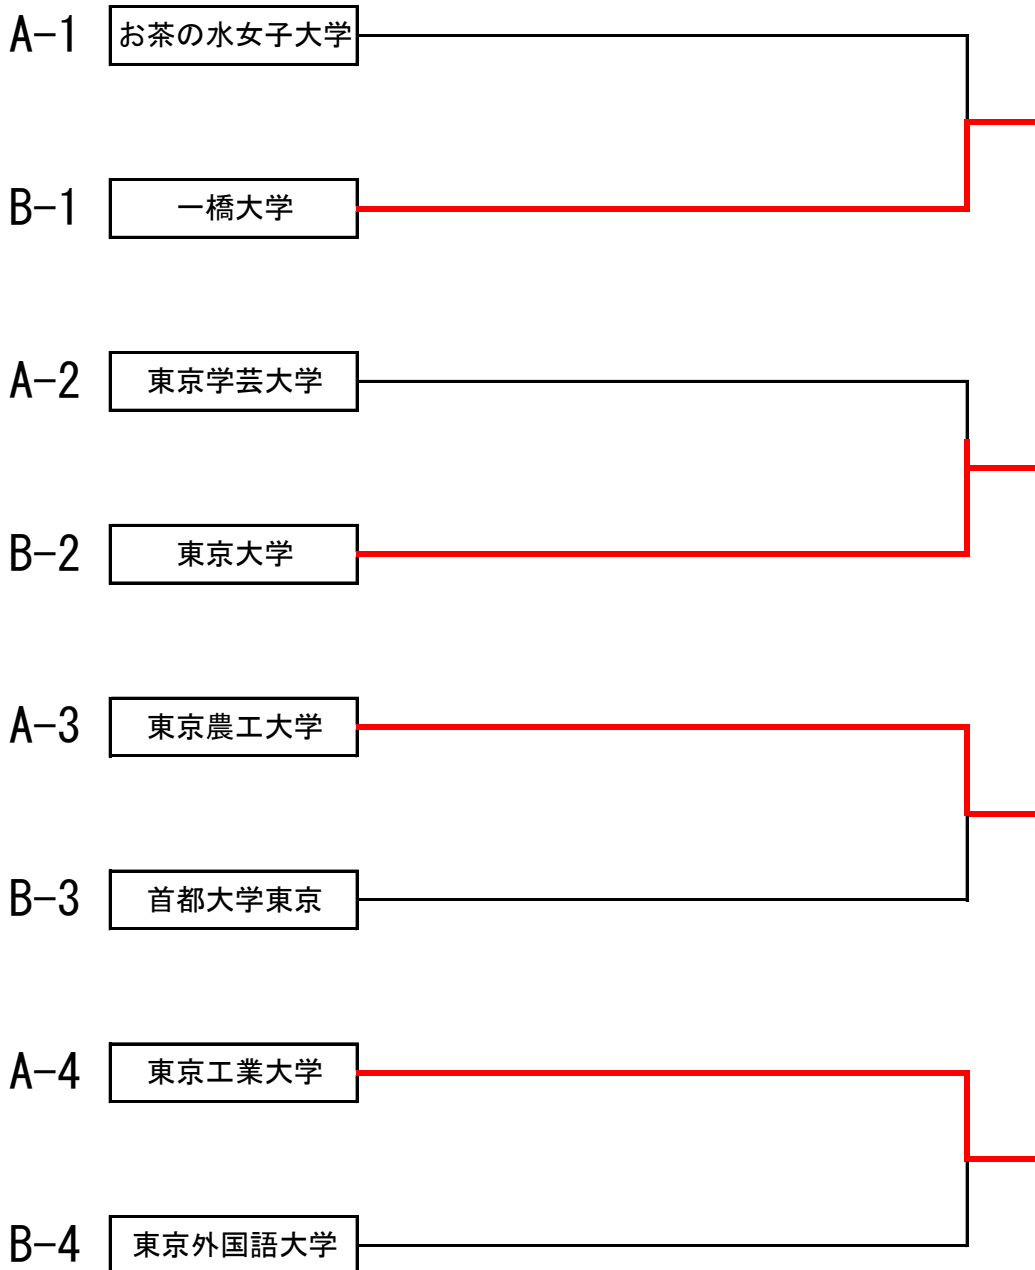 A-1 お茶の水女子大学
B-1 一橋大学
A-2 東京学芸大学
B-2 東京大学
A-3 東京農工大学
B-3 首都大学東京
A-4 東京工業大学
B-4 東京外国語大学